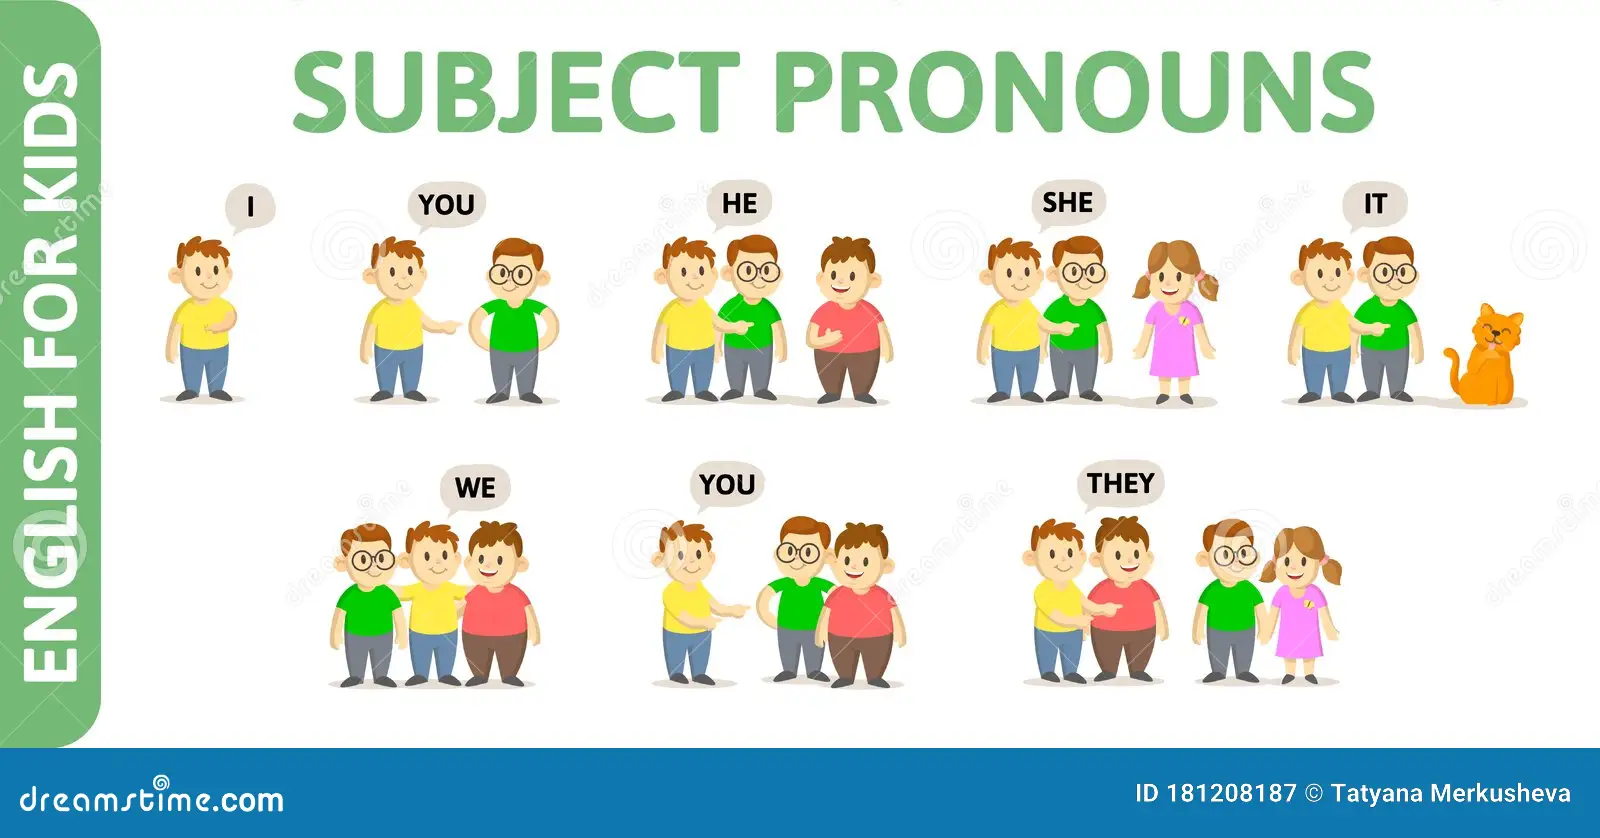 ENGLISH FOR KIDS
SUBJECT PRONOUNS
I
YOU
HE
SHE
IT
WE
YOU
THEY
dreamstime.com
ID 181208187 © Tatyana Merkusheva